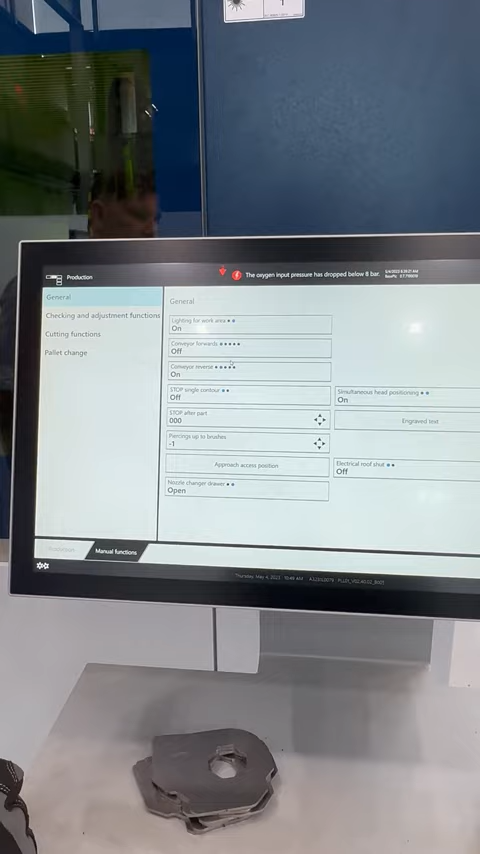 Production
The oxygen input pressure has dropped below 8 bar.
General
Checking and adjustment functions
Cutting functions
Pallet change
General
Lighting for work area
On
Conveyor forwards
Off
Conveyor reverse
On
STOP single contour
Off
Simultaneous head positioning
On
STOP after part
000
Engraved text
Piercings up to brushes
-1
Approach access position
Electrical roof shut
Off
Nozzle changer drawer
Open
Production
Manual functions